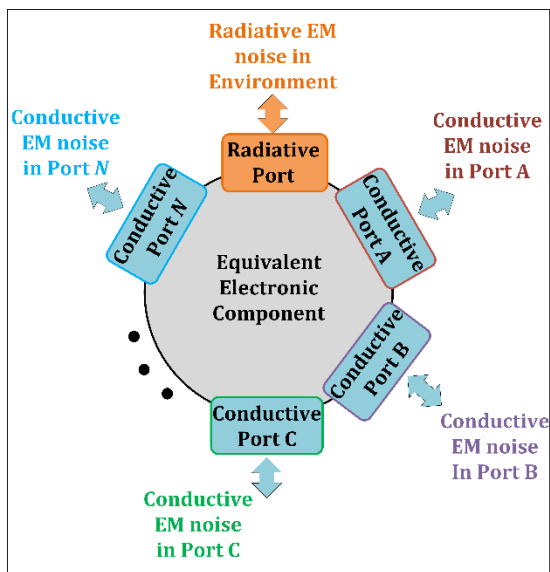 Radiative EM
noise in
Environment
Conductive
EM noise
in Port N
Conductive
EM noise
in Port A
Radiative
Port
Conductive
Port N
Conductive
Port A
Equivalent
Electronic
Component
Conductive
Port B
Conductive
Port C
Conductive
EM noise
In Port B
Conductive
EM noise
in Port C